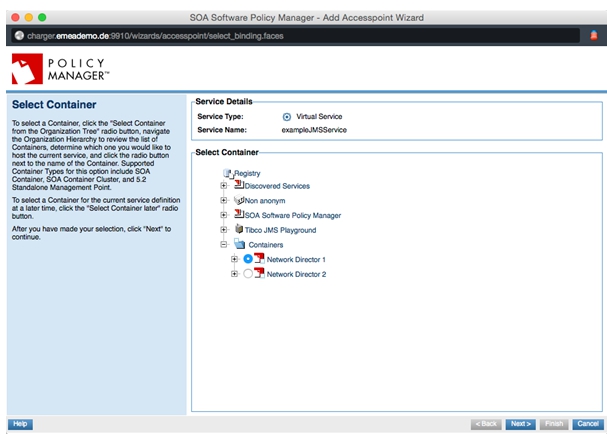 SOA Software Policy Manager - Add Accesspoint Wizard
charger.emeademo.de:9910/wizards/accesspoint/select_binding.faces
POLICY
MANAGER™
Select Container
To select a Container, click the "Select Container
from the Organization Tree" radio button, navigate
the Organization Hierarchy to review the list of
Containers, determine which one you would like to
host the current service, and click the radio button
next to the name of the Container. Supported
Container Types for this option include SOA
Container, SOA Container Cluster, and 5.2
Standalone Management Point.
To select a Container for the current service definition
at a later time, click the "Select Container later" radio
button.
After you have made your selection, click "Next" to
continue.
Service Details
Service Type: Virtual Service
Service Name: exampleJMSService
Select Container
Registry
Discovered Services
Non anonym
SOA Software Policy Manager
Tibco JMS Playground
Containers
Network Director 1
Network Director 2
Help
< Back
Next >
Finish
Cancel